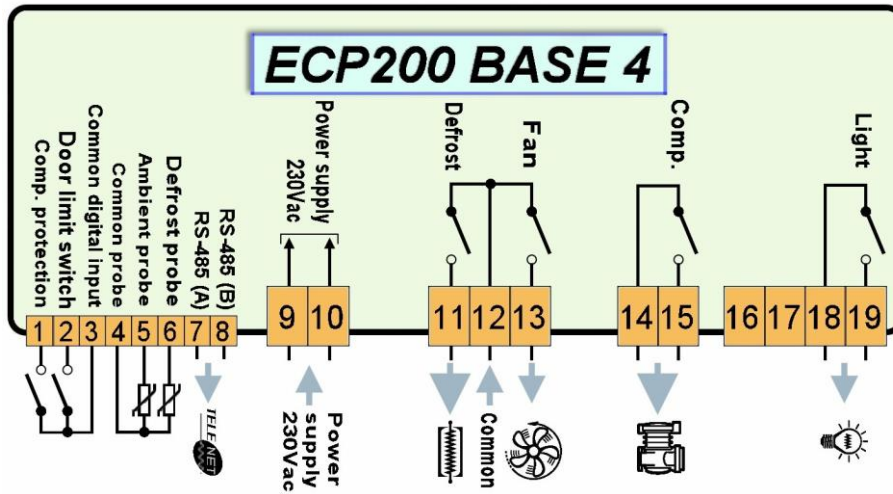 ECP200 BASE 4
Comp. protection
Door limit switch
Common digital input
Common probe
Ambient probe
Defrost probe
RS-485 (A)
RS-485 (B)
Power supply
230Vac
Defrost
Fan
Comp.
Light
1 2 3 4 5 6 7 8
9 10
11 12 13
14 15
16 17 18 19
TELENET
Power
supply
230Vac
Common